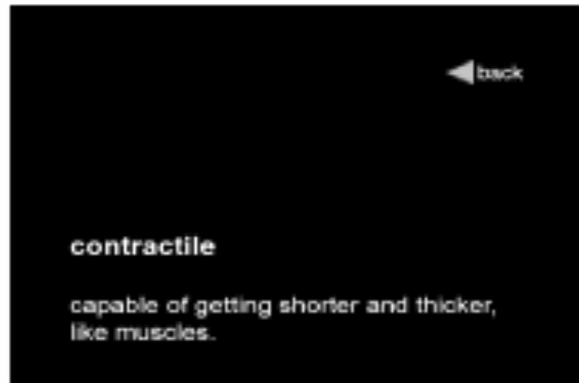 back
contractile
capable of getting shorter and thicker,
like muscles.